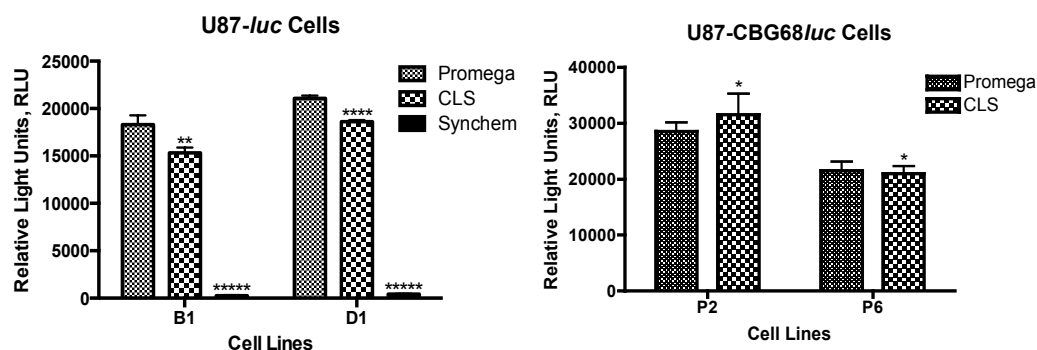 U87-luc Cells
Relative Light Units, RLU
25000
20000
15000
10000
5000
0
**
*****
****
*****
B1
D1
Cell Lines
Promega
CLS
Synchem
U87-CBG68luc Cells
Relative Light Units, RLU
40000
30000
20000
10000
0
*
*
P2
P6
Cell Lines
Promega
CLS